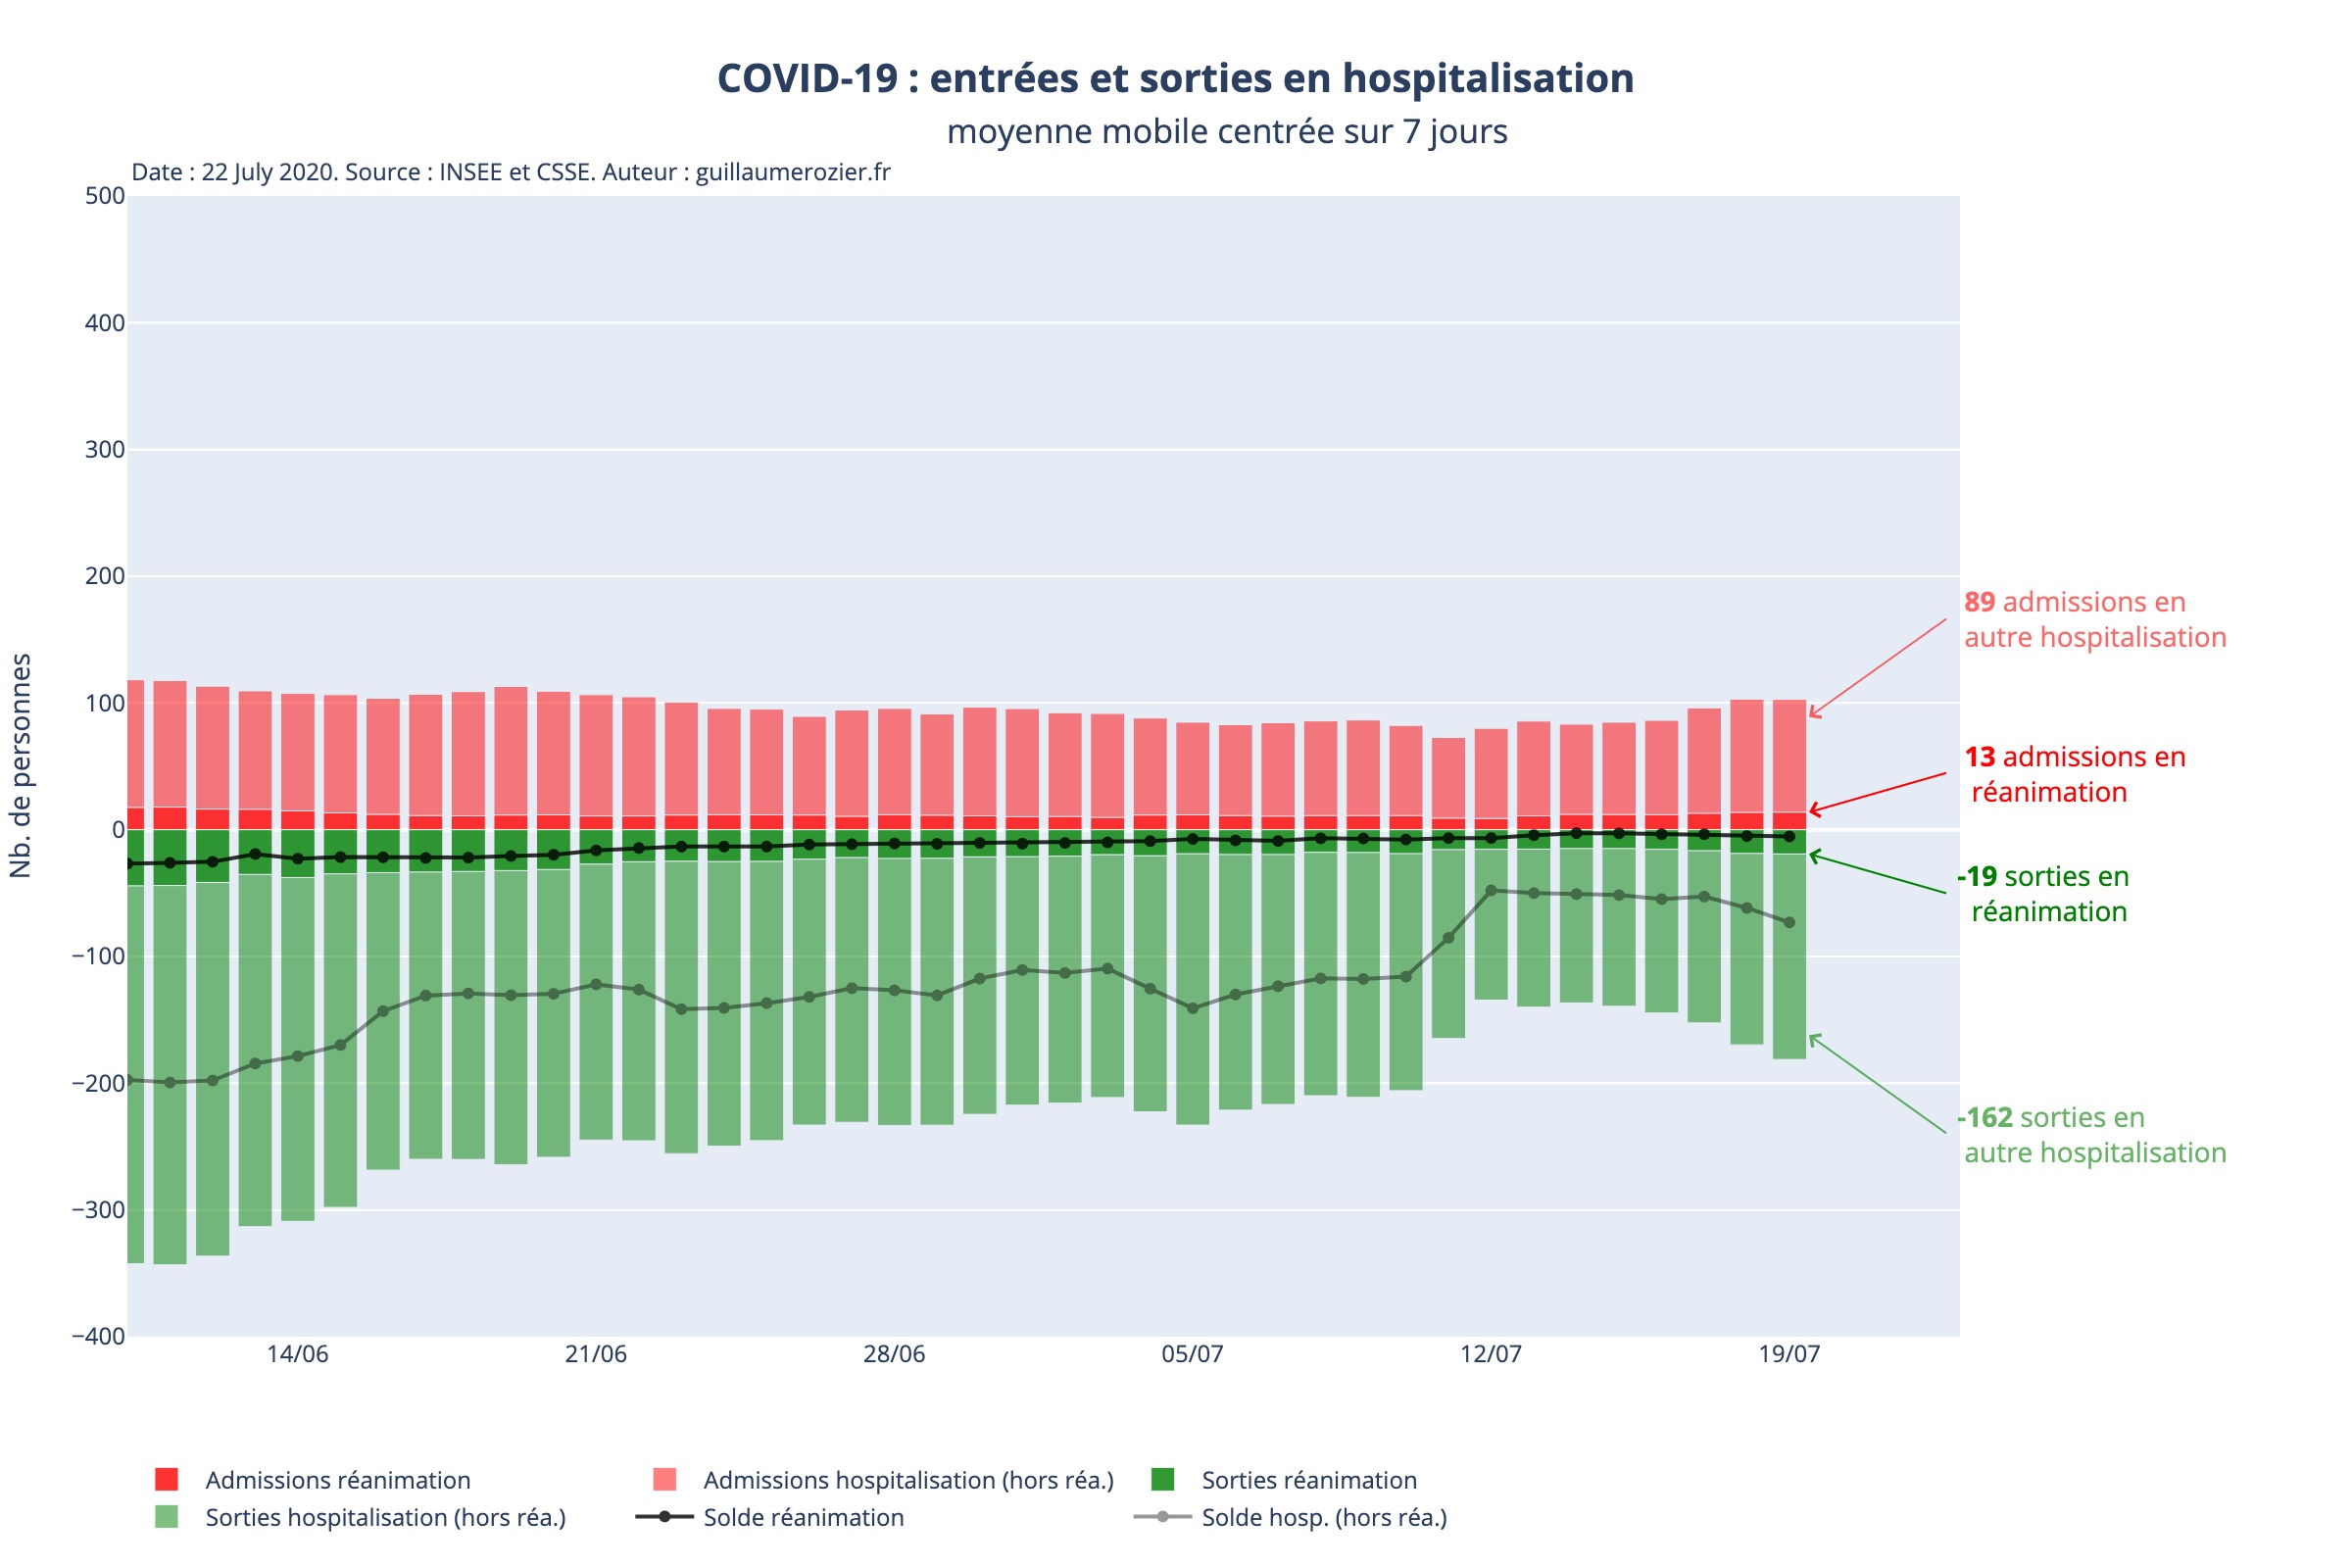 COVID-19 : entrées et sorties en hospitalisation
moyenne mobile centrée sur 7 jours
Date : 22 July 2020. Source : INSEE et CSSE. Auteur : guillaumerozier.fr
Nb. de personnes
500
400
300
200
100
0
−100
−200
−300
−400
14/06
21/06
28/06
05/07
12/07
19/07
89 admissions en
autre hospitalisation
13 admissions en
réanimation
-19 sorties en
réanimation
-162 sorties en
autre hospitalisation
Admissions réanimation
Admissions hospitalisation (hors réa.)
Sorties réanimation
Sorties hospitalisation (hors réa.)
Solde réanimation
Solde hosp. (hors réa.)